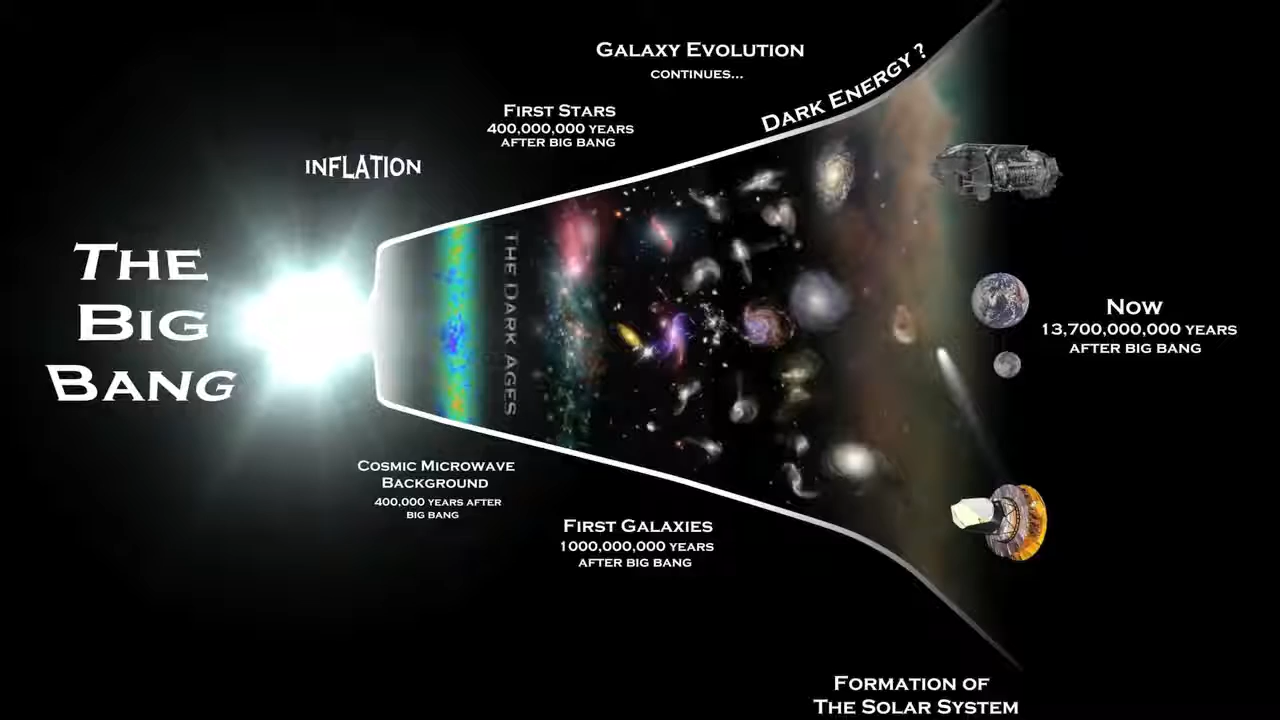 GALAXY EVOLUTION
CONTINUES...
DARK ENERGY ?
FIRST STARS
400,000,000 YEARS
AFTER BIG BANG
INFLATION
THE
BIG
BANG
THE DARK AGES
NOW
13,700,000,000 YEARS
AFTER BIG BANG
COSMIC MICROWAVE
BACKGROUND
400,000 YEARS AFTER
BIG BANG
FIRST GALAXIES
1000,000,000 YEARS
AFTER BIG BANG
FORMATION OF
THE SOLAR SYSTEM